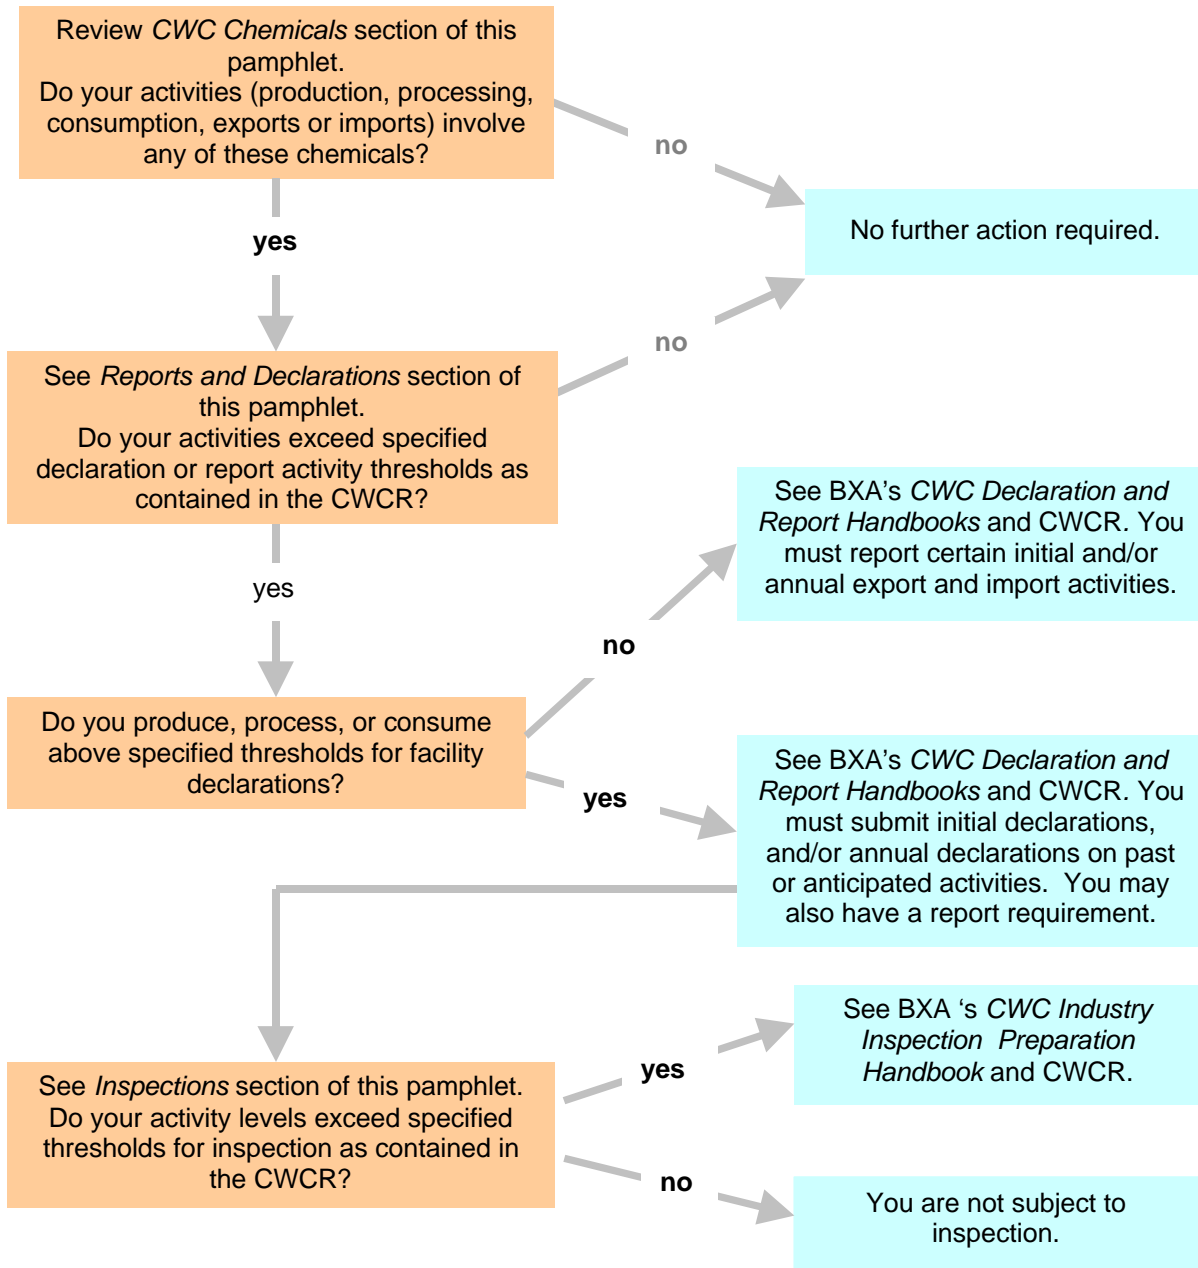 Review CWC Chemicals section of this
pamphlet.
Do your activities (production, processing,
consumption, exports or imports) involve
any of these chemicals?
no
No further action required.
yes
no
See Reports and Declarations section of
this pamphlet.
Do your activities exceed specified
declaration or report activity thresholds as
contained in the CWCR?
See BXA's CWC Declaration and
Report Handbooks and CWCR. You
must report certain initial and/or
annual export and import activities.
yes
no
Do you produce, process, or consume
above specified thresholds for facility
declarations?
yes
See BXA's CWC Declaration and
Report Handbooks and CWCR. You
must submit initial declarations,
and/or annual declarations on past
or anticipated activities. You may
also have a report requirement.
See Inspections section of this pamphlet.
Do your activity levels exceed specified
thresholds for inspection as contained in
the CWCR?
yes
See BXA ‘s CWC Industry
Inspection Preparation
Handbook and CWCR.
no
You are not subject to
inspection.